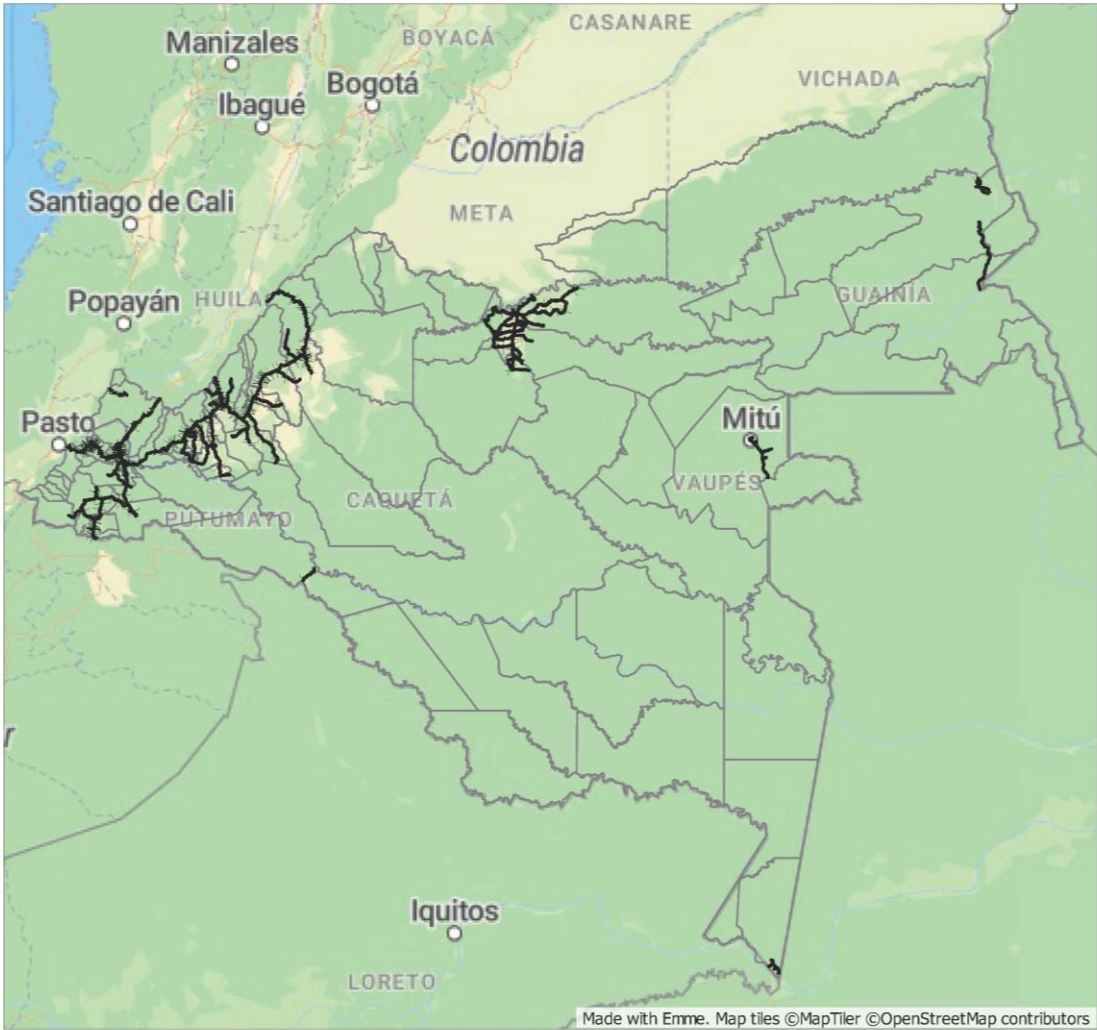 CASANARE
Manizales
BOYACÁ
VICHADA
Bogotá
Ibagué
Colombia
Santiago de Cali
META
Popayán
HUILA
GUAINÍA
Pasto
Mitú
VAUPÉS
CAQUETÁ
PUTUMAYO
r
Iquitos
LORETO
Made with Emme. Map tiles ©MapTiler ©OpenStreetMap contributors